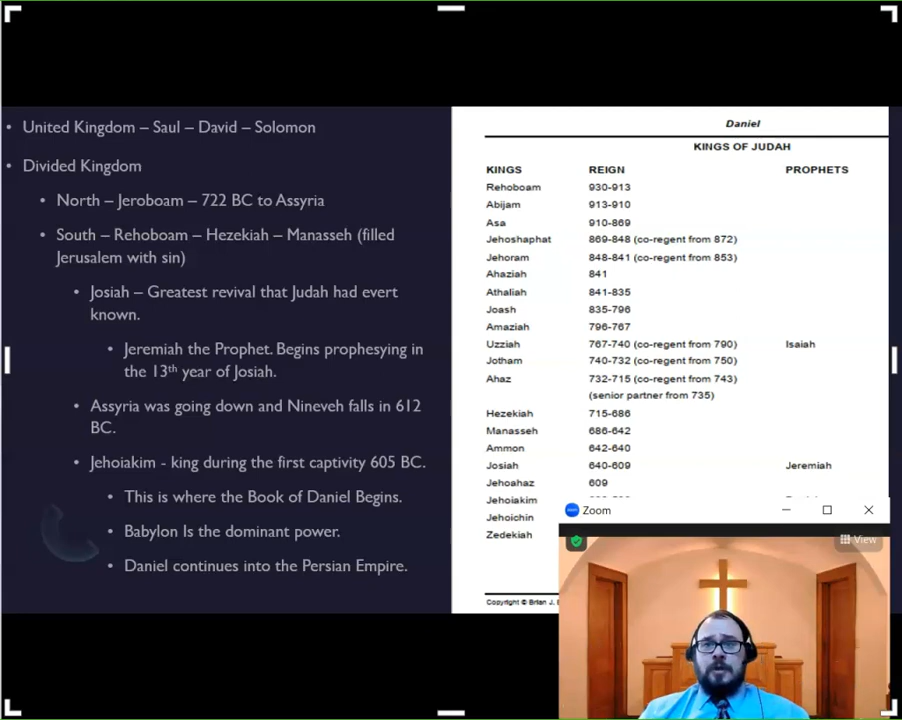 United Kingdom – Saul – David – Solomon
Divided Kingdom
North – Jeroboam – 722 BC to Assyria
South – Rehoboam – Hezekiah – Manasseh (filled
Jerusalem with sin)
Josiah – Greatest revival that Judah had evert
known.
Jeremiah the Prophet. Begins prophesying in
the 13th year of Josiah.
Assyria was going down and Nineveh falls in 612
BC.
Jehoiakim - king during the first captivity 605 BC.
This is where the Book of Daniel Begins.
Babylon Is the dominant power.
Daniel continues into the Persian Empire.
Daniel
KINGS OF JUDAH
KINGS REIGN PROPHETS
Rehoboam 930-913
Abijam 913-910
Asa 910-869
Jehoshaphat 869-848 (co-regent from 872)
Jehoram 848-841 (co-regent from 853)
Ahaziah 841
Athaliah 841-835
Joash 835-796
Amaziah 796-767
Uzziah 767-740 (co-regent from 790) Isaiah
Jotham 740-732 (co-regent from 750)
Ahaz 732-715 (co-regent from 743)
(senior partner from 735)
Hezekiah 715-686
Manasseh 686-642
Ammon 642-640
Josiah 640-609 Jeremiah
Jehoahaz 609
Jehoiakim
Jehoichin
Zedekiah
Copyright © Brian J.
Zoom
View